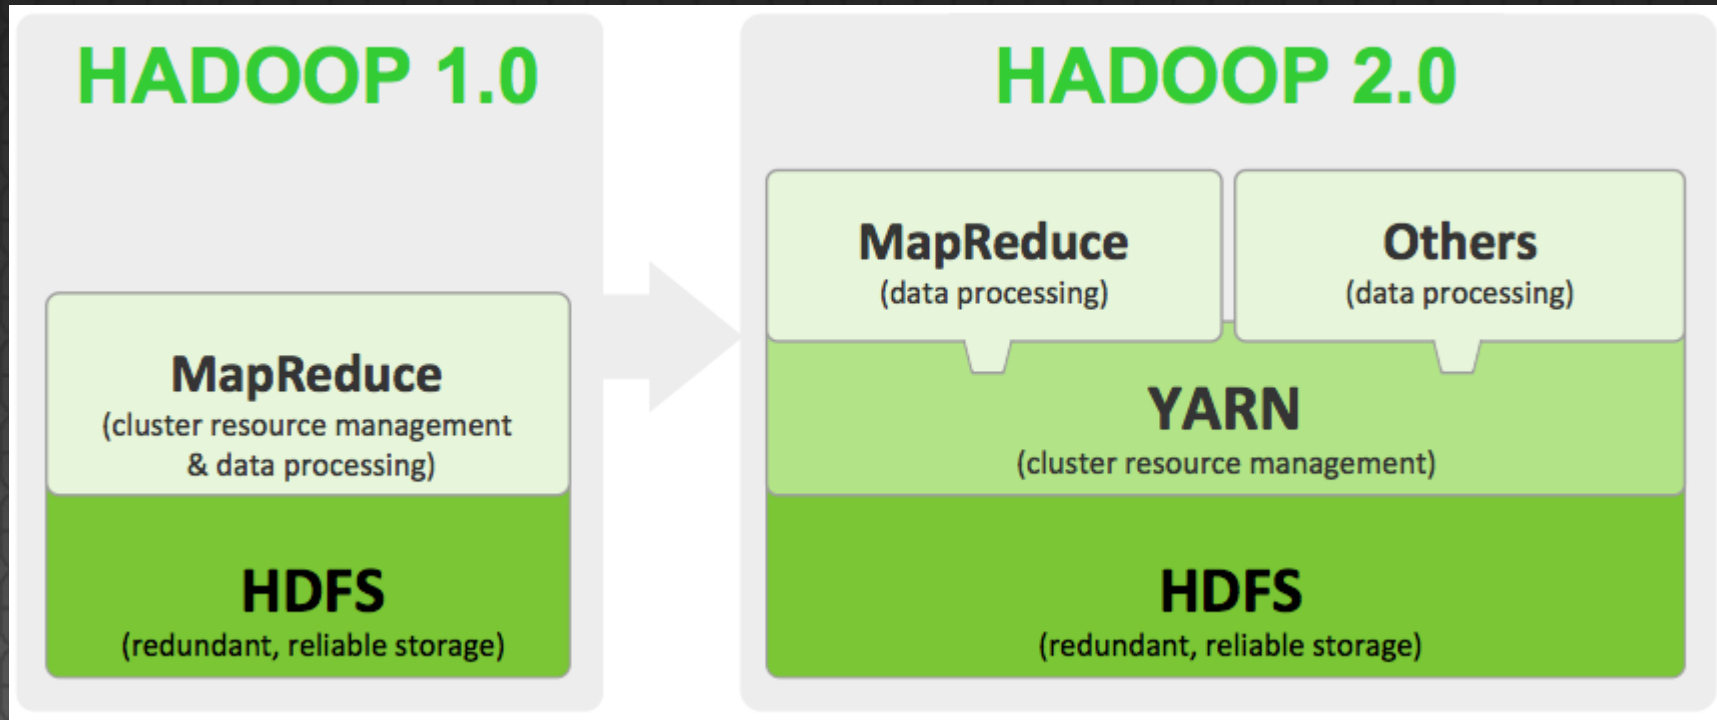 HADOOP 1.0
MapReduce
(cluster resource management
& data processing)
HDFS
(redundant, reliable storage)
HADOOP 2.0
MapReduce
(data processing)
Others
(data processing)
YARN
(cluster resource management)
HDFS
(redundant, reliable storage)